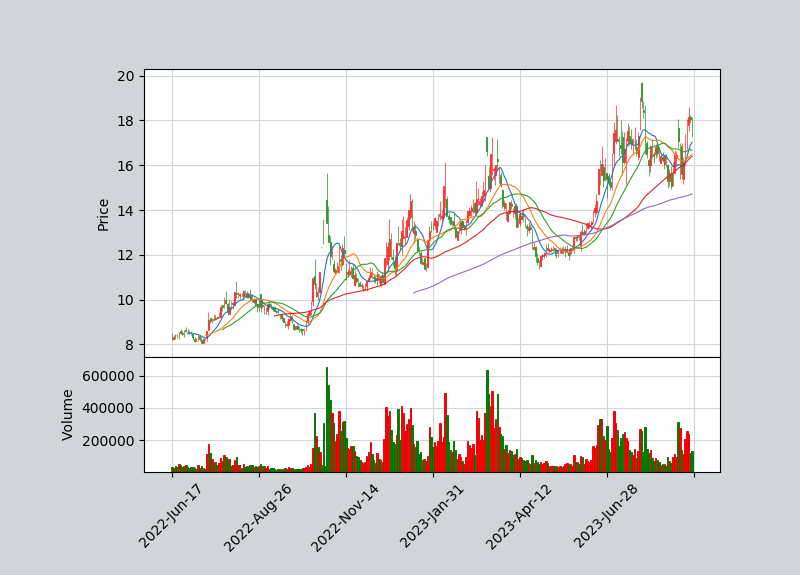 20
18
16
14
12
10
8
Price
600000
400000
200000
Volume
2022-Jun-17
2022-Aug-26
2022-Nov-14
2023-Jan-31
2023-Apr-12
2023-Jun-28